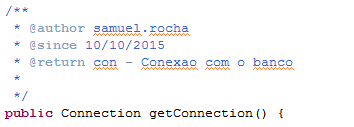 /**
 * @author samuel.rocha
 * @since 10/10/2015
 * @return con - Conexao com o banco
 *
 */
public Connection getConnection() {